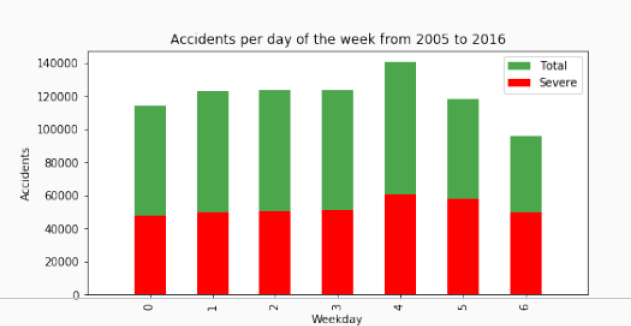 Accidents per day of the week from 2005 to 2016
Total
Severe
140000
120000
100000
80000
60000
40000
20000
0
Accidents
0 1 2 3 4 5 6
Weekday